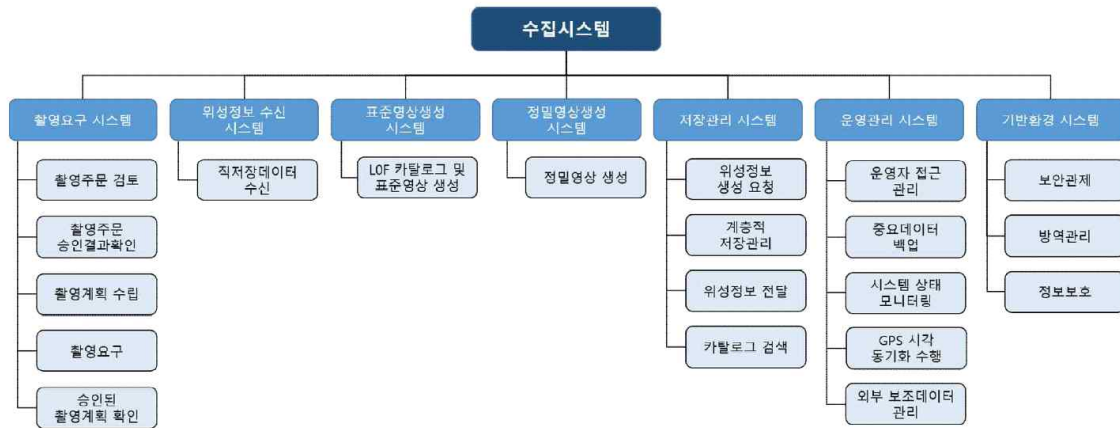 수집시스템
촬영요구 시스템
촬영주문 검토
촬영주문
승인결과확인
촬영계획 수립
촬영요구
승인된
촬영계획 확인
위성정보 수신
시스템
직저장데이터
수신
표준영상생성
시스템
LOF 카탈로그 및
표준영상 생성
정밀영상생성
시스템
정밀영상 생성
저장관리 시스템
위성정보
생성 요청
계층적
저장관리
위성정보 전달
카탈로그 검색
운영관리 시스템
운영자 접근
관리
중요데이터
백업
시스템 상태
모니터링
GPS 시각
동기화 수행
외부 보조데이터
관리
기반환경 시스템
보안관제
방역관리
정보보호